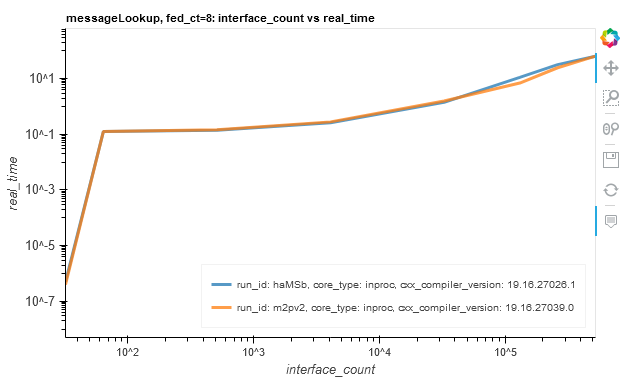 messageLookup, fed_ct=8: interface_count vs real_time
real_time
10^1
10^-1
10^-3
10^-5
10^-7
run_id: haMSb, core_type: inproc, cxx_compiler_version: 19.16.27026.1
run_id: m2pv2, core_type: inproc, cxx_compiler_version: 19.16.27039.0
10^2 10^3 10^4 10^5
interface_count